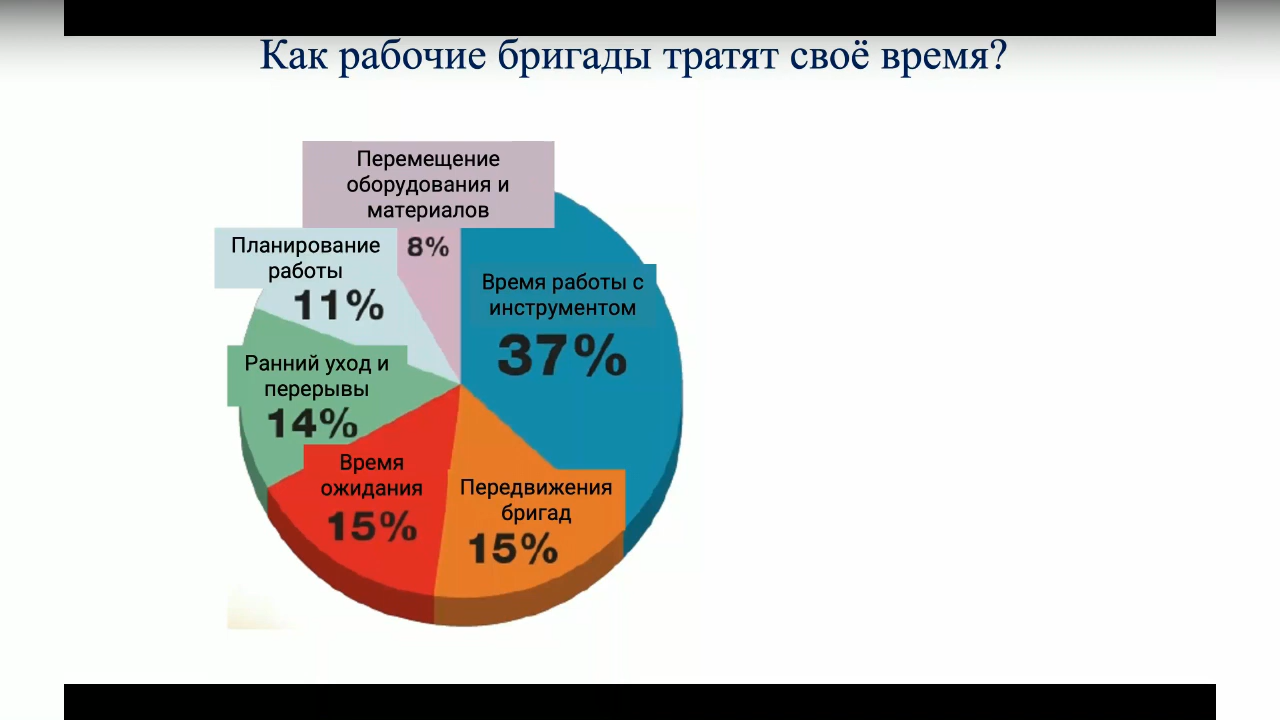 Как рабочие бригады тратят своё время?
Перемещение
оборудования и
материалов
8%
Планирование
работы
11%
Время работы с
инструментом
37%
Ранний уход и
перерывы
14%
Время
ожидания
15%
Передвижения
бригад
15%